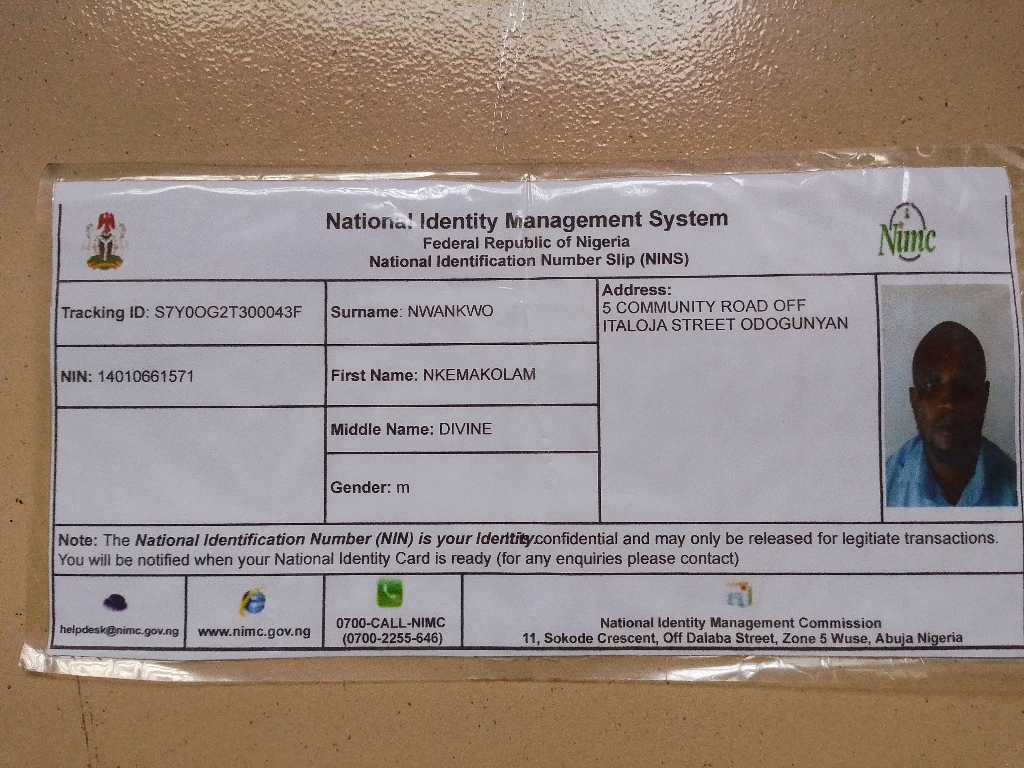 National Identity Management System
Federal Republic of Nigeria
National Identification Number Slip (NINS)
Nimc
Tracking ID: S7Y0OG2T300043F
Surname: NWANKWO
Address:
5 COMMUNITY ROAD OFF
ITALOJA STREET ODOGUNYAN
NIN: 14010661571
First Name: NKEMAKOLAM
Middle Name: DIVINE
Gender: m
Note: The National Identification Number (NIN) is your Identity. It is confidential and may only be released for legitiate transactions.
You will be notified when your National Identity Card is ready (for any enquiries please contact)
helpdesk@nimc.gov.ng
www.nimc.gov.ng
0700-CALL-NIMC
(0700-2255-646)
National Identity Management Commission
11, Sokode Crescent, Off Dalaba Street, Zone 5 Wuse, Abuja Nigeria